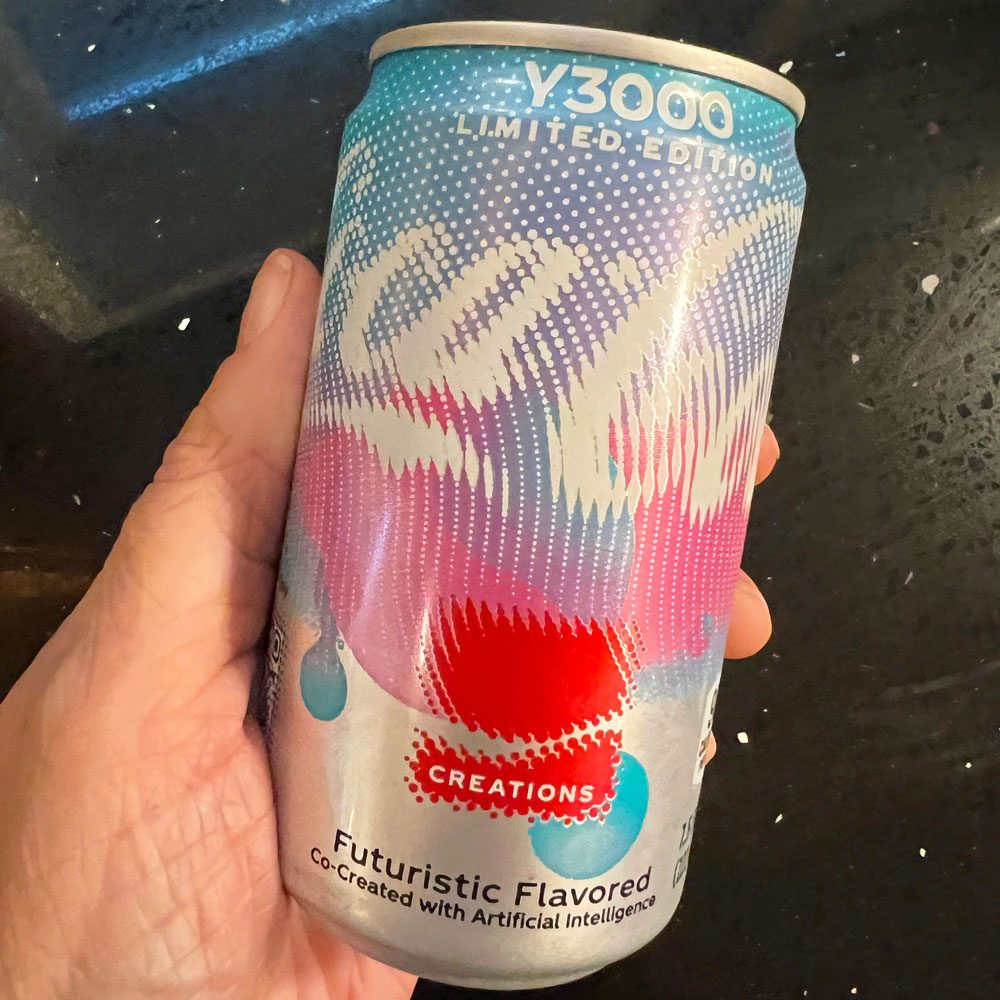 Y3000
LIMITED EDITION
CREATIONS
Futuristic Flavored
Co-Created with Artificial Intelligence